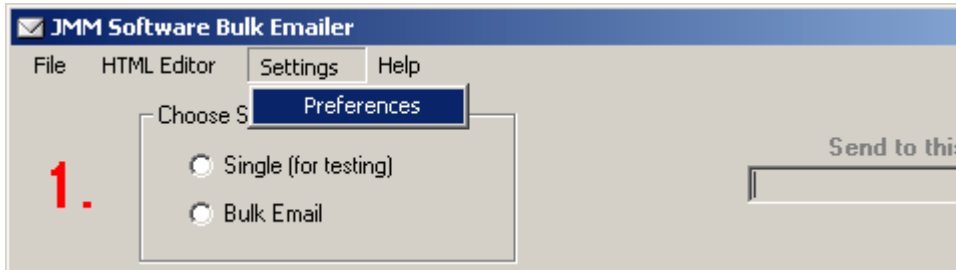 JMM Software Bulk Emailer
File HTML Editor Settings Help
Preferences
Choose S
Send to this
1.
Single (for testing)
Bulk Email